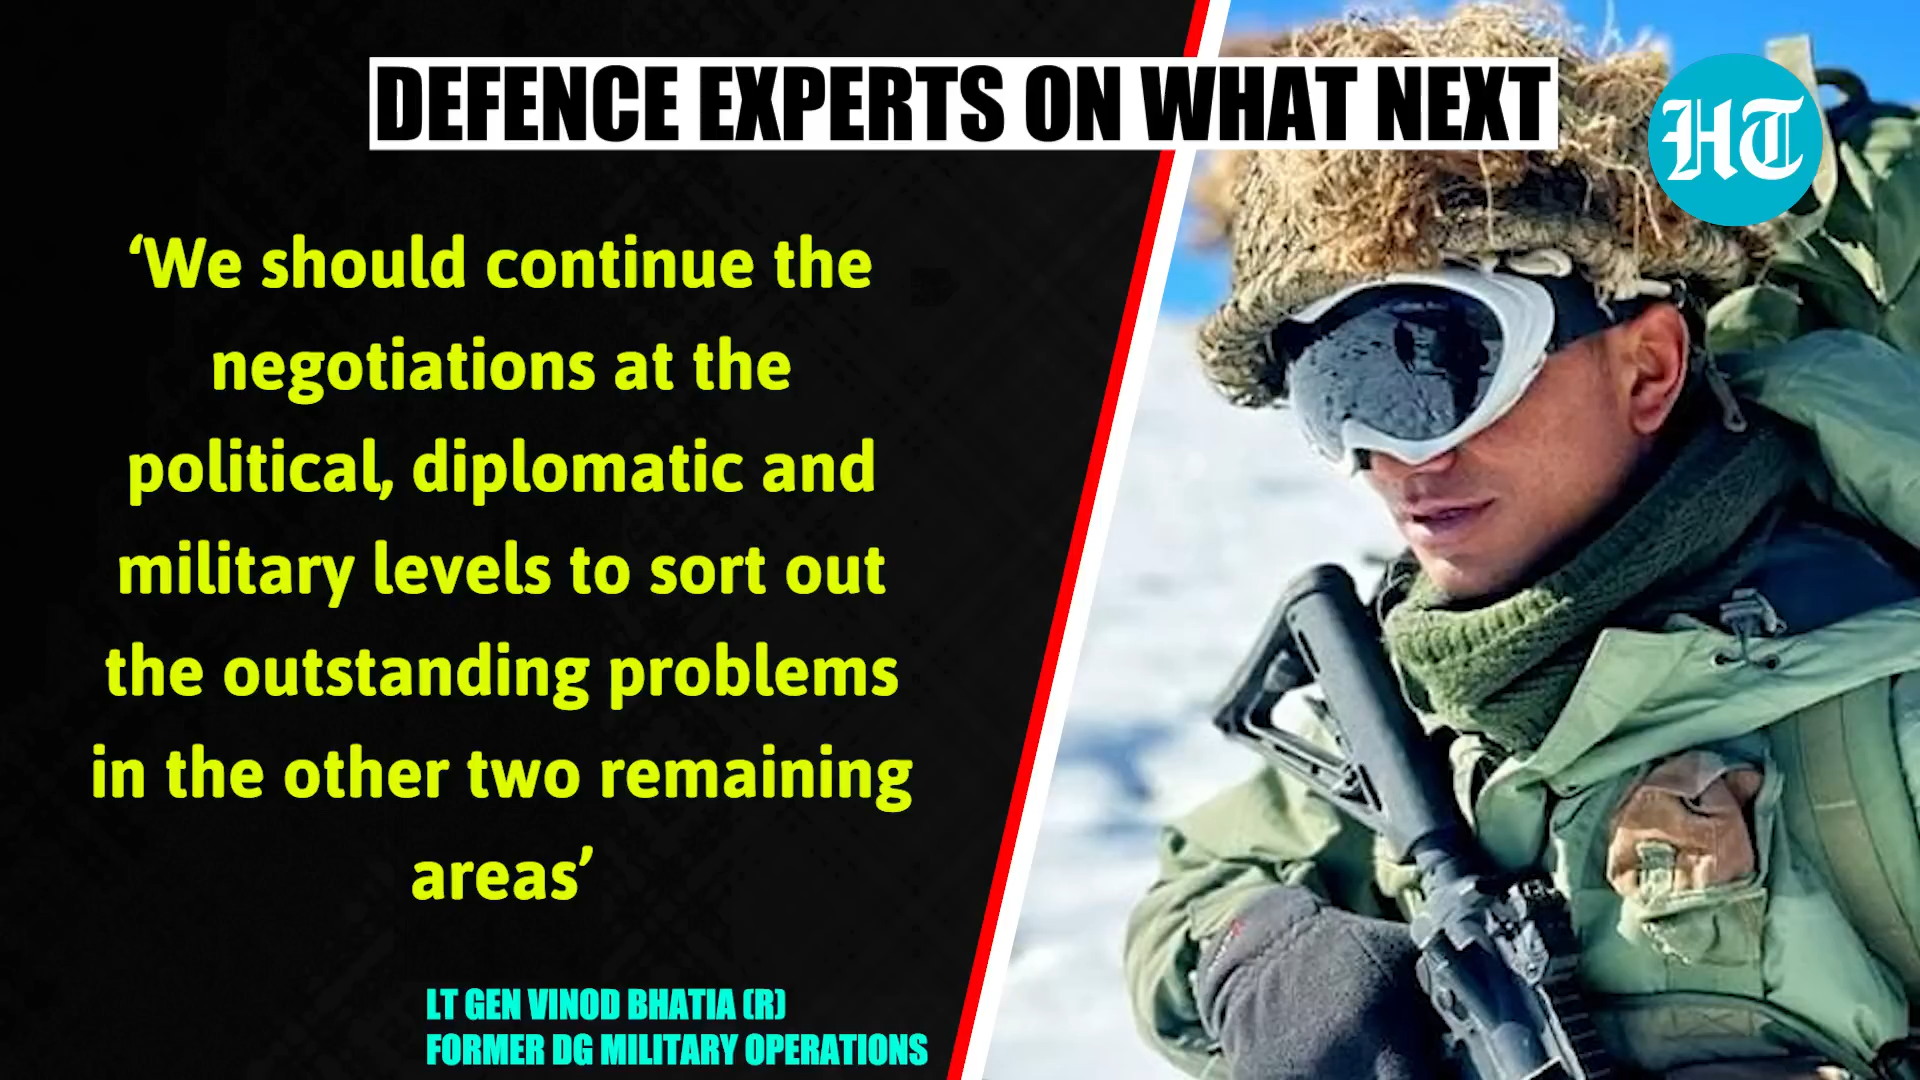 DEFENCE EXPERTS ON WHAT NEXT
HT
‘We should continue the
negotiations at the
political, diplomatic and
military levels to sort out
the outstanding problems
in the other two remaining
areas’
LT GEN VINOD BHATIA (R)
FORMER DG MILITARY OPERATIONS